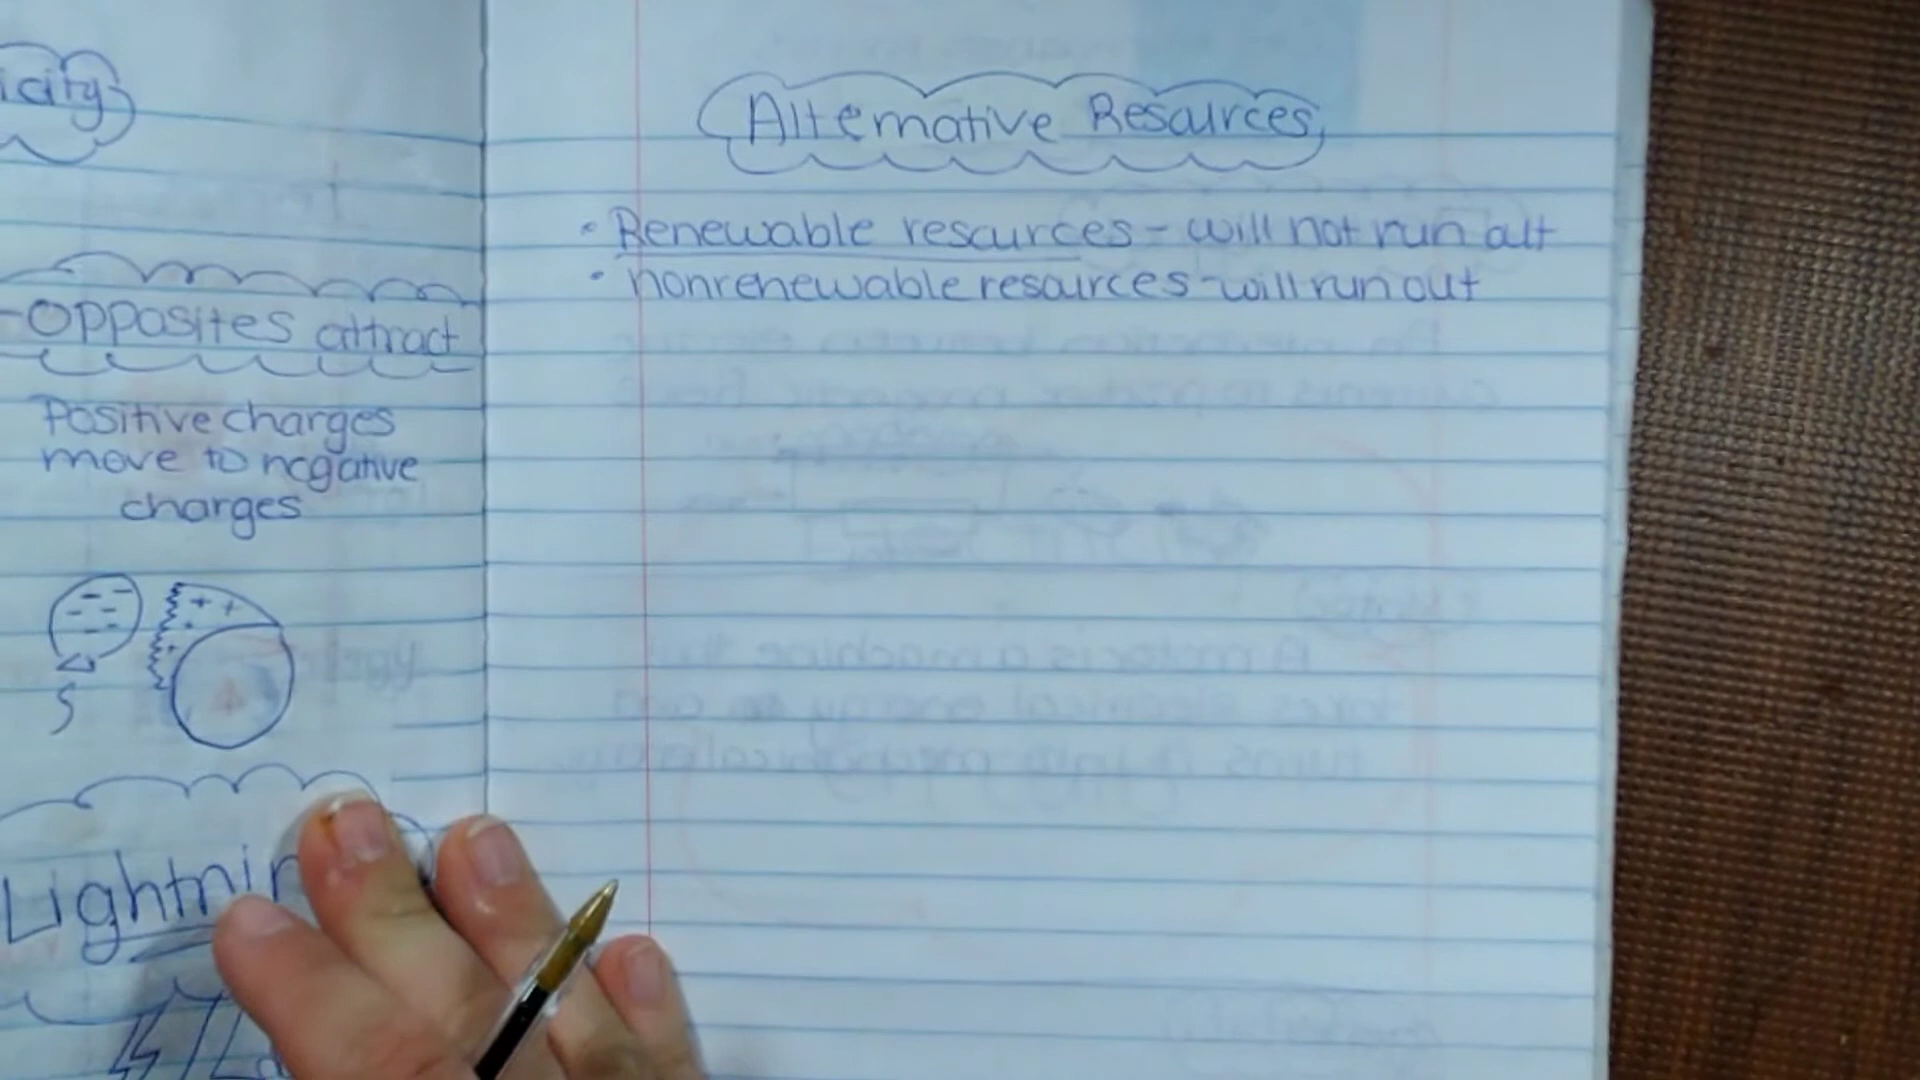 icity
-Opposites attract
Positive charges
move to negative
charges
Lightnin
Alternative Resources
• Renewable resources - will not run out
• nonrenewable resources - will run out